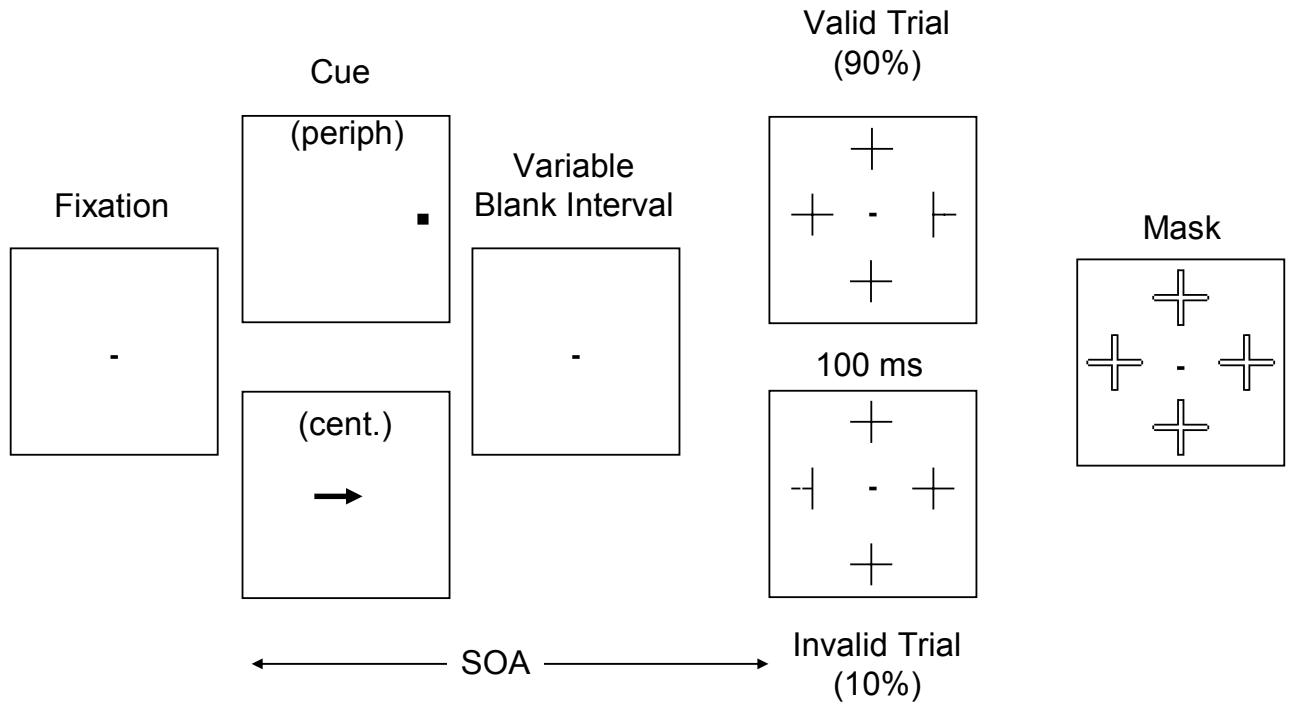 Fixation
Cue
(periph)
(cent.)
Variable
Blank Interval
SOA
Valid Trial
(90%)
100 ms
Invalid Trial
(10%)
Mask